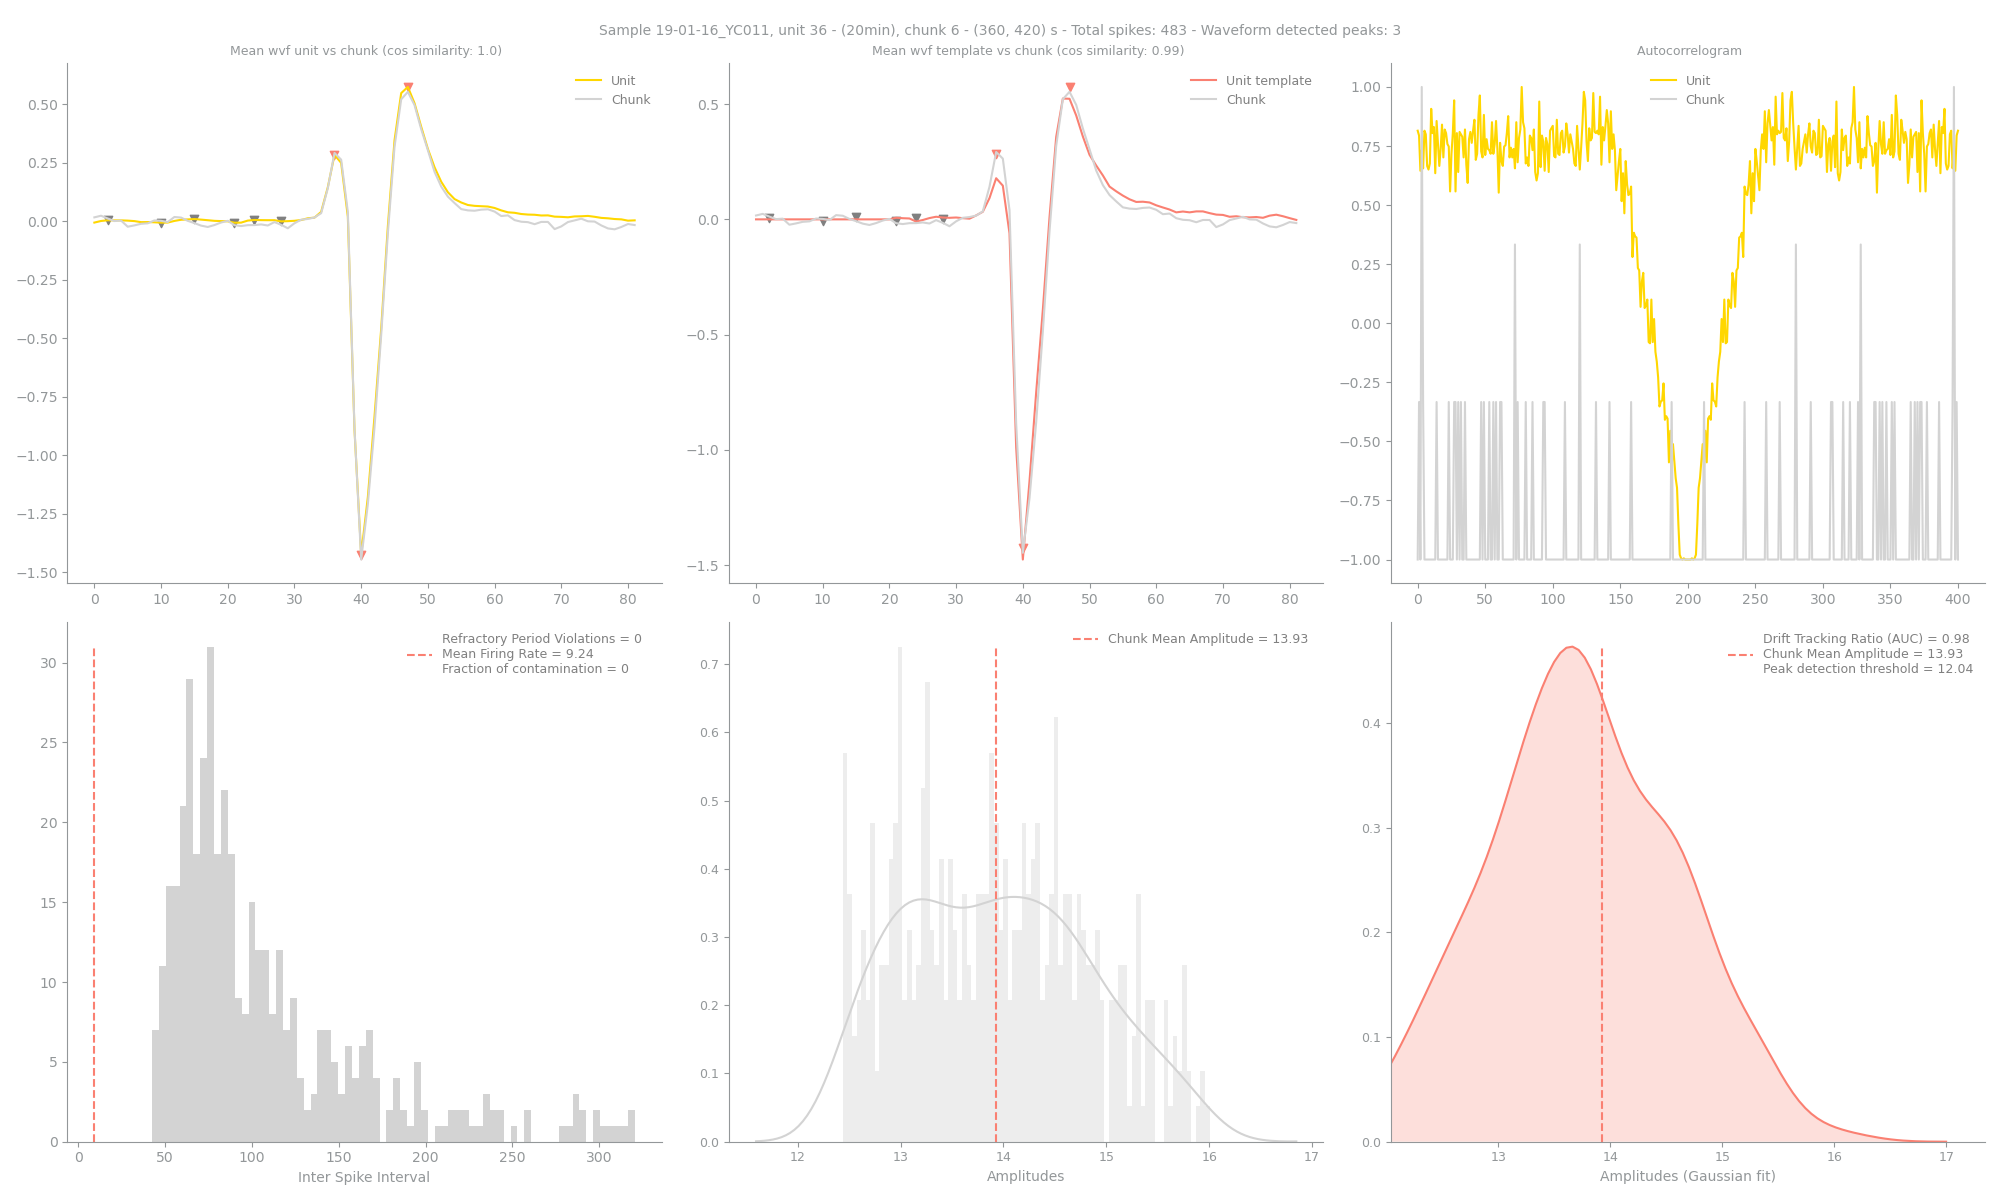 Sample 19-01-16_YC011, unit 36 - (20min), chunk 6 - (360, 420) s - Total spikes: 483 - Waveform detected peaks: 3
Mean wvf unit vs chunk (cos similarity: 1.0)
Unit
Chunk
0.50
0.25
0.00
−0.25
−0.50
−0.75
−1.00
−1.25
−1.50
0 10 20 30 40 50 60 70 80
Mean wvf template vs chunk (cos similarity: 0.99)
Unit template
Chunk
0.5
0.0
−0.5
−1.0
−1.5
0 10 20 30 40 50 60 70 80
Autocorrelogram
Unit
Chunk
1.00
0.75
0.50
0.25
0.00
−0.25
−0.50
−0.75
−1.00
0 50 100 150 200 250 300 350 400
Refractory Period Violations = 0
Mean Firing Rate = 9.24
Fraction of contamination = 0
30
25
20
15
10
5
0
0 50 100 150 200 250 300
Inter Spike Interval
Chunk Mean Amplitude = 13.93
0.7
0.6
0.5
0.4
0.3
0.2
0.1
0.0
12 13 14 15 16 17
Amplitudes
Drift Tracking Ratio (AUC) = 0.98
Chunk Mean Amplitude = 13.93
Peak detection threshold = 12.04
0.4
0.3
0.2
0.1
0.0
13 14 15 16 17
Amplitudes (Gaussian fit)